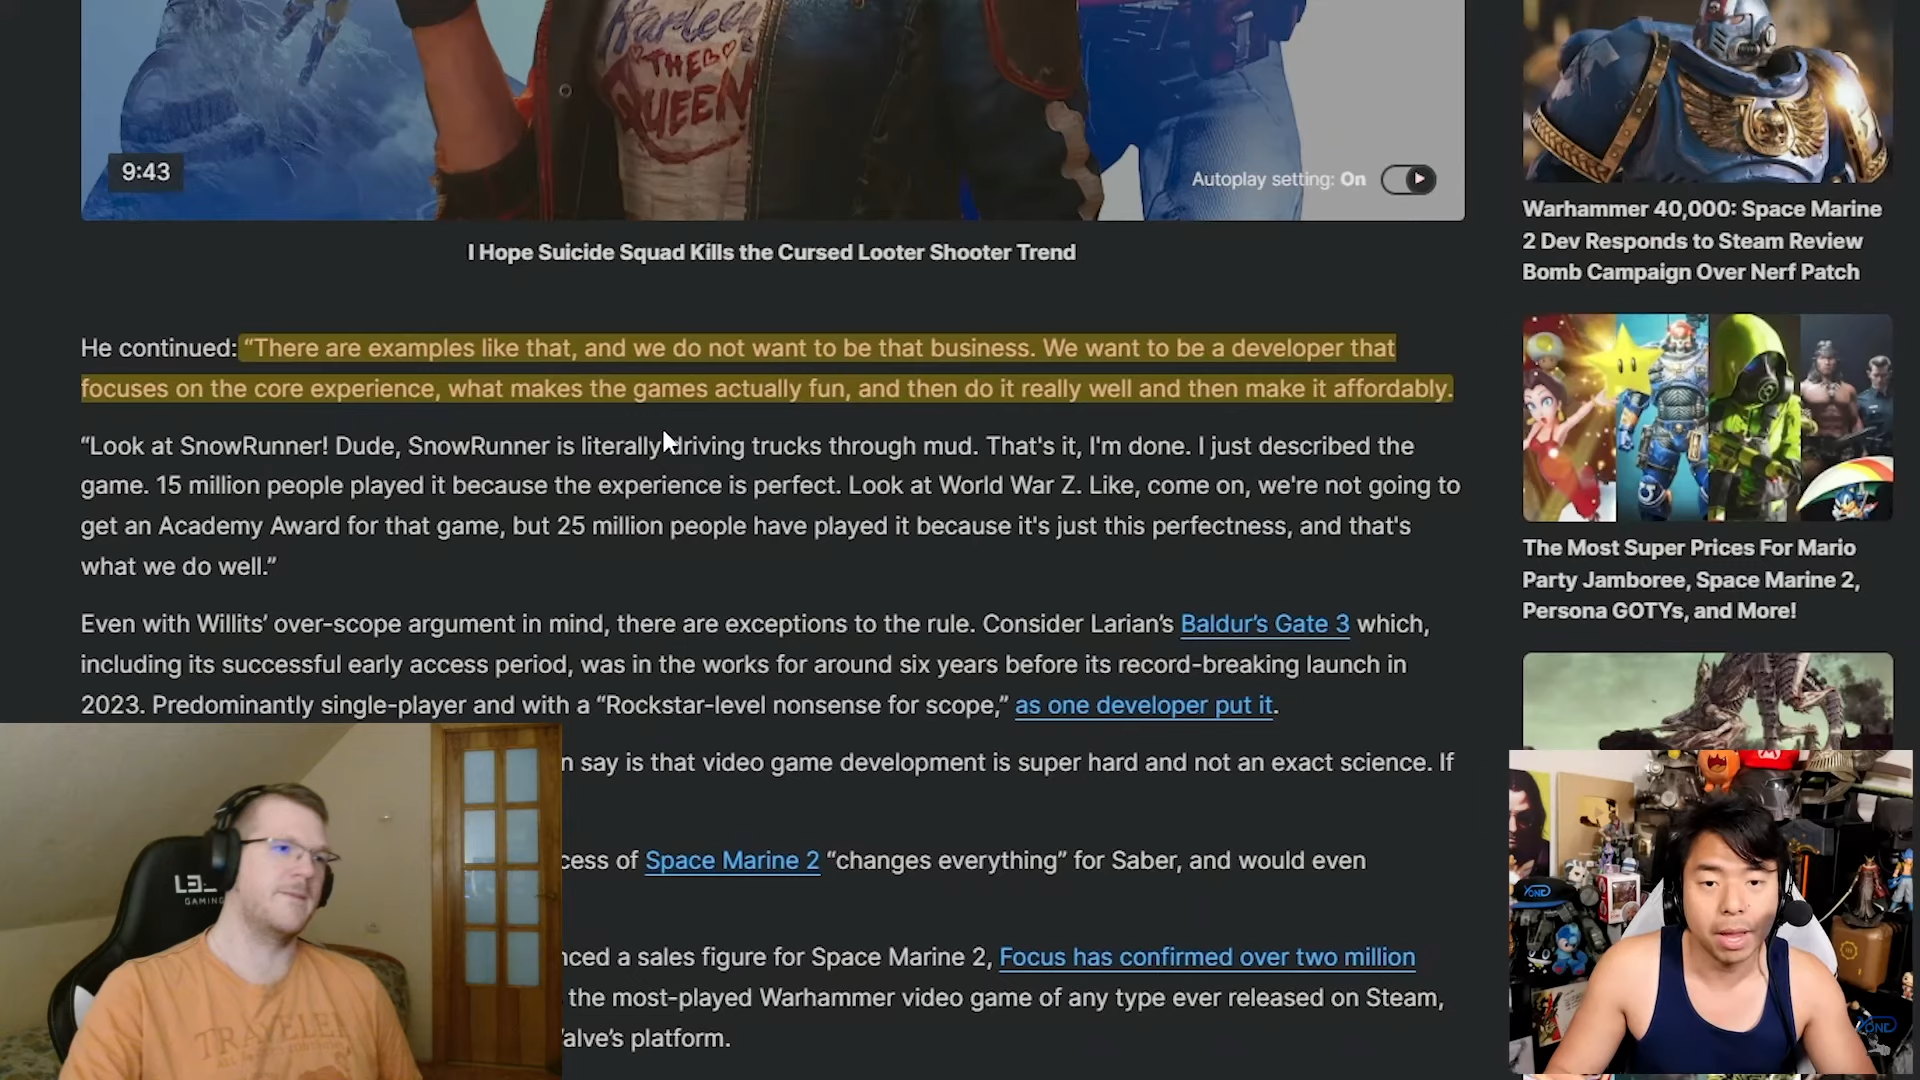 Harley
THE
QUEEN
9:43
Autoplay setting: On
I Hope Suicide Squad Kills the Cursed Looter Shooter Trend
He continued: “There are examples like that, and we do not want to be that business. We want to be a developer that
focuses on the core experience, what makes the games actually fun, and then do it really well and then make it affordably.
“Look at SnowRunner! Dude, SnowRunner is literally driving trucks through mud. That's it, I'm done. I just described the
game. 15 million people played it because the experience is perfect. Look at World War Z. Like, come on, we're not going to
get an Academy Award for that game, but 25 million people have played it because it's just this perfectness, and that's
what we do well.”
Even with Willits’ over-scope argument in mind, there are exceptions to the rule. Consider Larian’s Baldur’s Gate 3 which,
including its successful early access period, was in the works for around six years before its record-breaking launch in
2023. Predominantly single-player and with a “Rockstar-level nonsense for scope,” as one developer put it.
n say is that video game development is super hard and not an exact science. If
cess of Space Marine 2 “changes everything” for Saber, and would even
nced a sales figure for Space Marine 2, Focus has confirmed over two million
the most-played Warhammer video game of any type ever released on Steam,
alve’s platform.
Warhammer 40,000: Space Marine
2 Dev Responds to Steam Review
Bomb Campaign Over Nerf Patch
The Most Super Prices For Mario
Party Jamboree, Space Marine 2,
Persona GOTYs, and More!
GAMING
TRAVELER
YONG